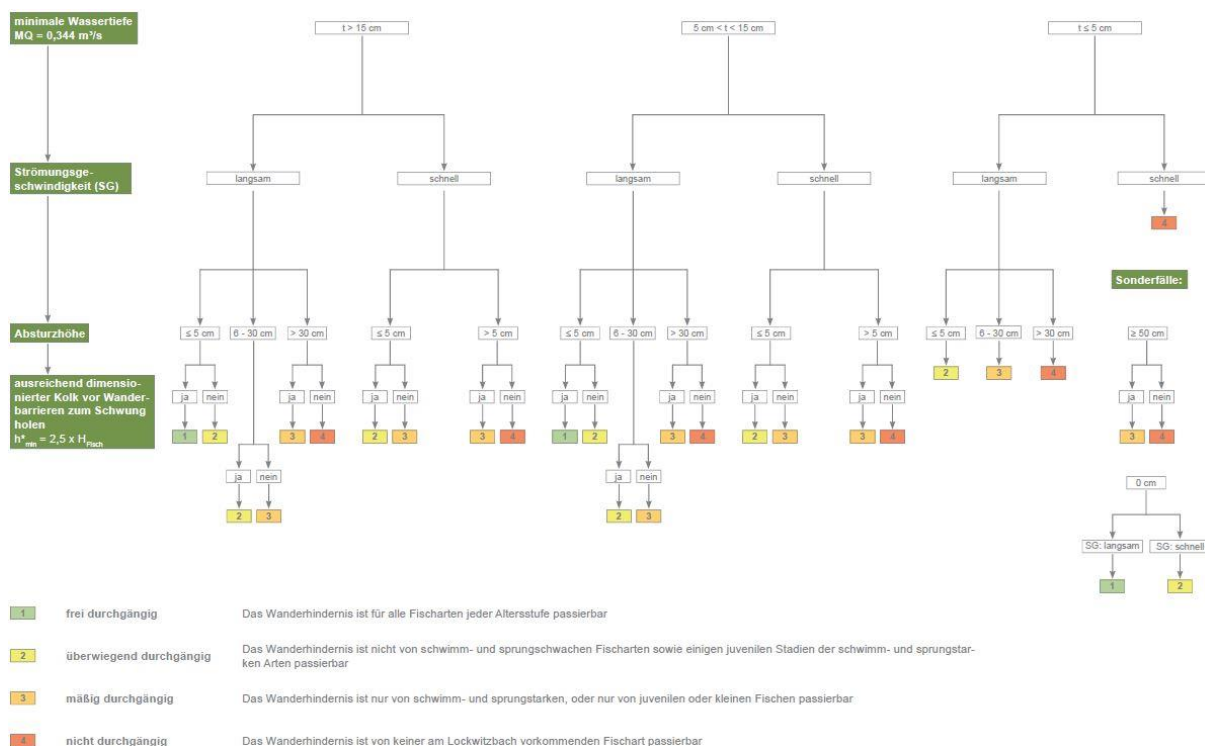 minimale Wassertiefe
MQ = 0,344 m³/s
t > 15 cm
5 cm < t < 15 cm
t ≤ 5 cm
Strömungsge-
schwindigkeit (SG)
langsam
schnell
langsam
schnell
langsam
schnell
4
Sonderfälle:
Absturzhöhe
≤ 5 cm
6 - 30 cm
> 30 cm
≤ 5 cm
> 5 cm
≤ 5 cm
6 - 30 cm
> 30 cm
≤ 5 cm
> 5 cm
≤ 5 cm
6 - 30 cm
> 30 cm
≥ 50 cm
2
3
4
ausreichend dimensio-
nierter Kolk vor Wander-
barrieren zum Schwung
holen
h*min = 2,5 x HFisch
ja nein
ja nein
ja nein
ja nein
ja nein
ja nein
ja nein
ja nein
ja nein
1 2
3 4
2 3
3 4
1 2
3 4
2 3
3 4
3 4
ja nein
ja nein
2 3
2 3
0 cm
SG: langsam
SG: schnell
1
2
1 frei durchgängig Das Wanderhindernis ist für alle Fischarten jeder Altersstufe passierbar
2 überwiegend durchgängig Das Wanderhindernis ist nicht von schwimm- und sprungschwachen Fischarten sowie einigen juvenilen Stadien der schwimm- und sprungstar-
ken Arten passierbar
3 mäßig durchgängig Das Wanderhindernis ist nur von schwimm- und sprungstarken, oder nur von juvenilen oder kleinen Fischen passierbar
4 nicht durchgängig Das Wanderhindernis ist von keiner am Lockwitzbach vorkommenden Fischart passierbar